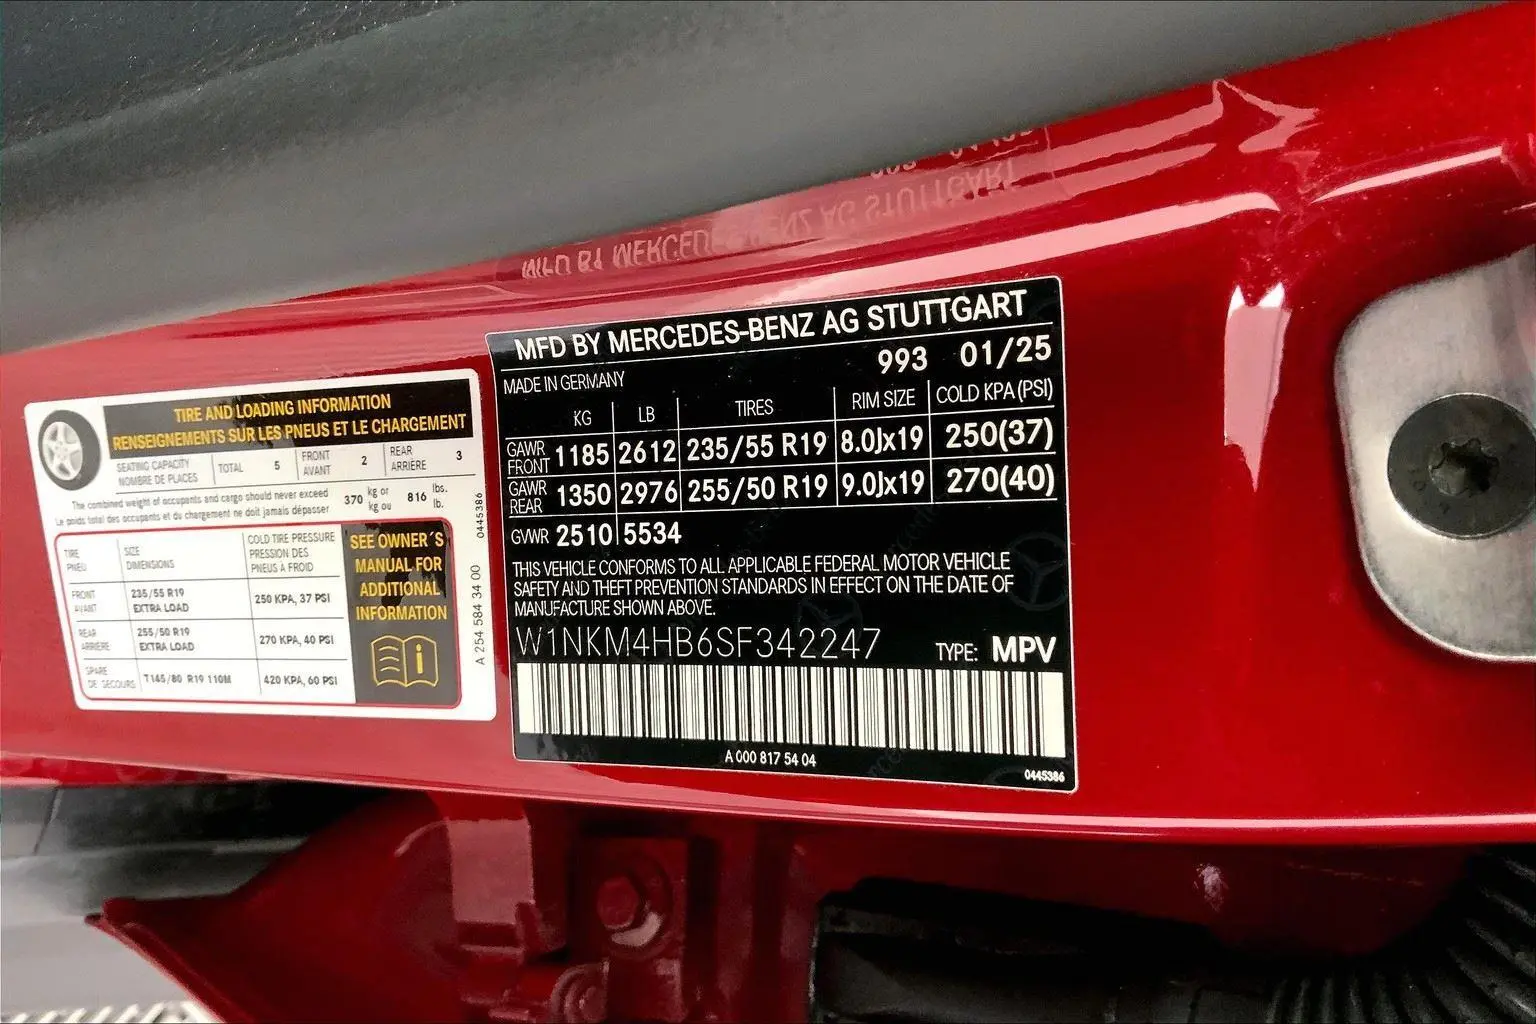 TIRE AND LOADING INFORMATION
RENSEIGNEMENTS SUR LES PNEUS ET LE CHARGEMENT
SEATING CAPACITY
NOMBRE DE PLACES
TOTAL 5
FRONT
AVANT
2
REAR
ARRIÈRE
3
The combined weight of occupants and cargo should never exceed
Le poids total des occupants et du chargement ne doit jamais dépasser
370 kg or
kg ou
816 lbs.
lb.
TIRE
PNEU
SIZE
DIMENSIONS
COLD TIRE PRESSURE
PRESSION DES
PNEUS À FROID
FRONT
AVANT
235/55 R19
EXTRA LOAD
250 KPA, 37 PSI
REAR
ARRIÈRE
255/50 R19
EXTRA LOAD
270 KPA, 40 PSI
SPARE
DE SECOURS
T145/80 R19 110M
420 KPA, 60 PSI
SEE OWNER´S
MANUAL FOR
ADDITIONAL
INFORMATION
A 254 584 34 00
0445386
MFD BY MERCEDES-BENZ AG STUTTGART
993 01/25
MADE IN GERMANY
KG LB TIRES RIM SIZE COLD KPA (PSI)
GAWR
FRONT
1185 2612 235/55 R19 8.0Jx19 250(37)
GAWR
REAR
1350 2976 255/50 R19 9.0Jx19 270(40)
GVWR 2510 5534
THIS VEHICLE CONFORMS TO ALL APPLICABLE FEDERAL MOTOR VEHICLE
SAFETY AND THEFT PREVENTION STANDARDS IN EFFECT ON THE DATE OF
MANUFACTURE SHOWN ABOVE.
W1NKM4HB6SF342247 TYPE: MPV
A 000 817 54 04
0445386